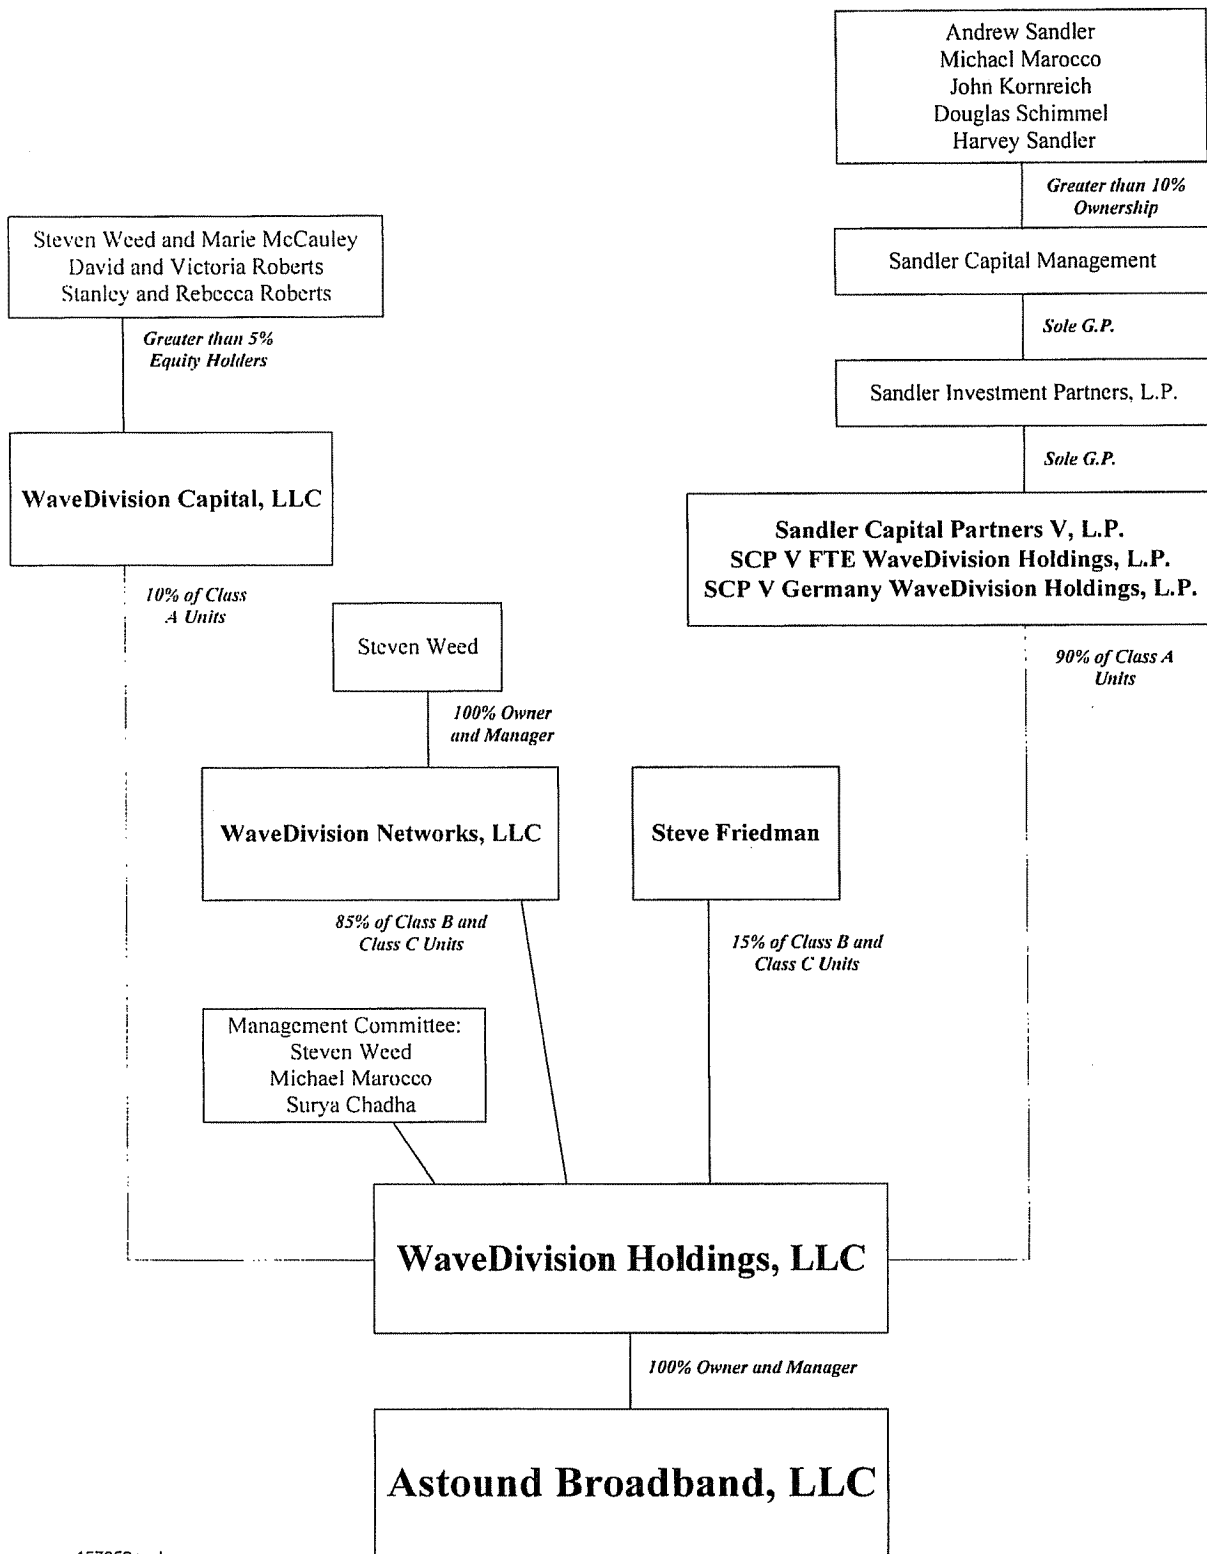 Andrew Sandler
Michael Marocco
John Kornreich
Douglas Schimmel
Harvey Sandler
Greater than 10%
Ownership
Steven Weed and Marie McCauley
David and Victoria Roberts
Stanley and Rebecca Roberts
Sandler Capital Management
Greater than 5%
Equity Holders
Sole G.P.
Sandler Investment Partners, L.P.
Sole G.P.
WaveDivision Capital, LLC
Sandler Capital Partners V, L.P.
SCP V FTE WaveDivision Holdings, L.P.
SCP V Germany WaveDivision Holdings, L.P.
10% of Class
A Units
Steven Weed
90% of Class A
Units
100% Owner
and Manager
WaveDivision Networks, LLC
Steve Friedman
85% of Class B and
Class C Units
15% of Class B and
Class C Units
Management Committee:
Steven Weed
Michael Marocco
Surya Chadha
WaveDivision Holdings, LLC
100% Owner and Manager
Astound Broadband, LLC